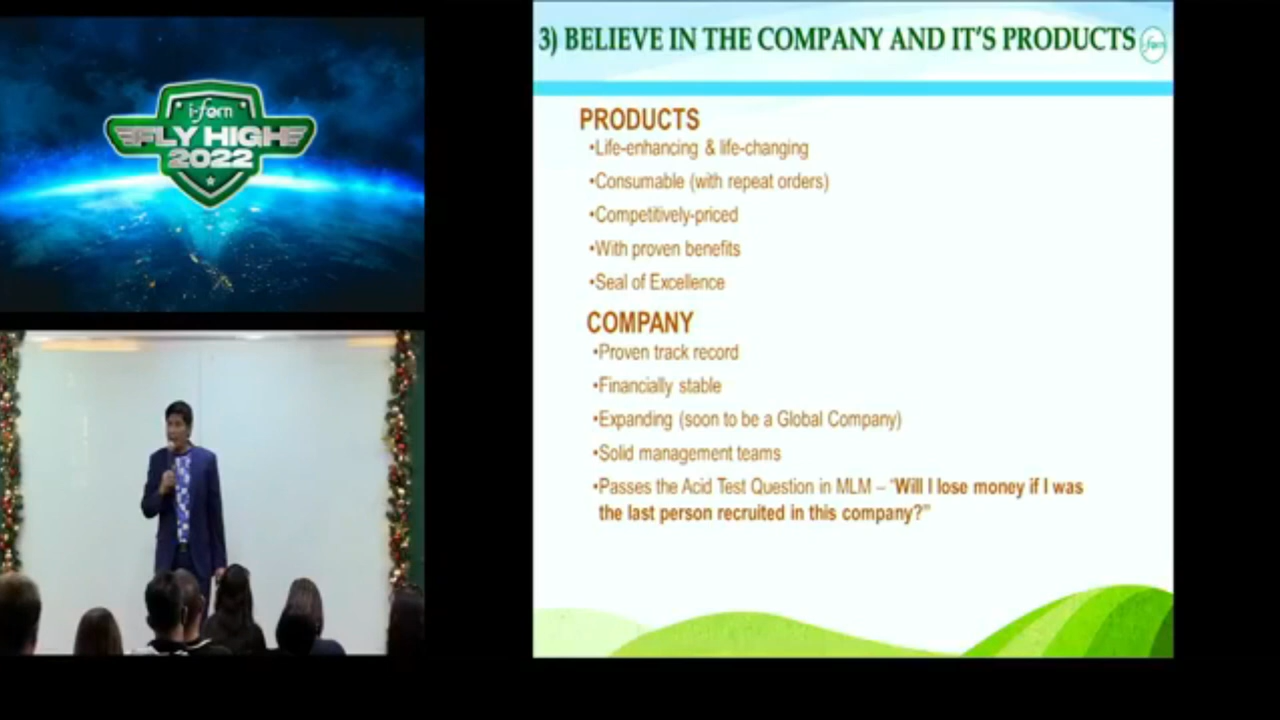 i-fern
FLY HIGH
2022
3) BELIEVE IN THE COMPANY AND IT'S PRODUCTS
i-fern
PRODUCTS
•Life-enhancing & life-changing
•Consumable (with repeat orders)
•Competitively-priced
•With proven benefits
•Seal of Excellence
COMPANY
•Proven track record
•Financially stable
•Expanding (soon to be a Global Company)
•Solid management teams
•Passes the Acid Test Question in MLM – "Will I lose money if I was
the last person recruited in this company?"